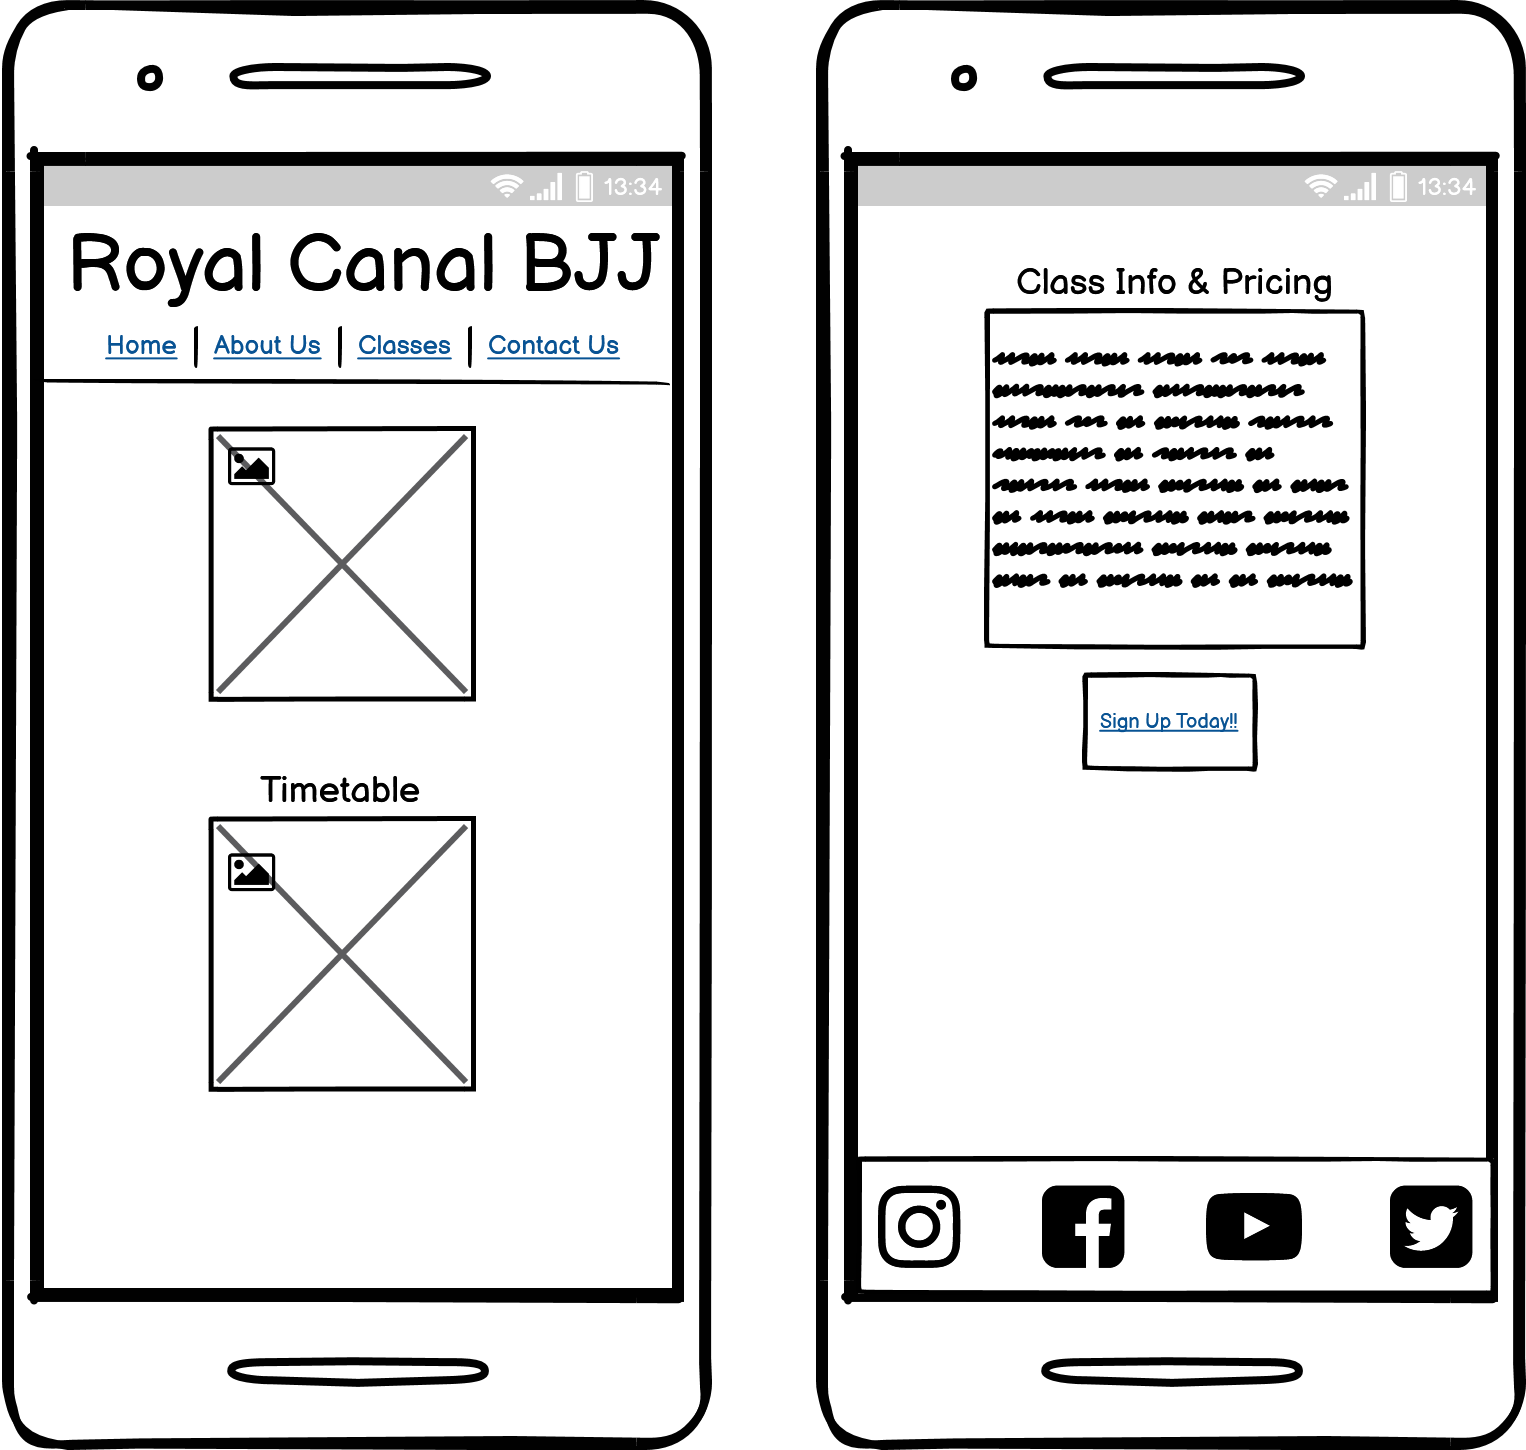 13:34
Royal Canal BJJ
Home | About Us | Classes | Contact Us
Timetable
13:34
Class Info & Pricing
Sign Up Today!!